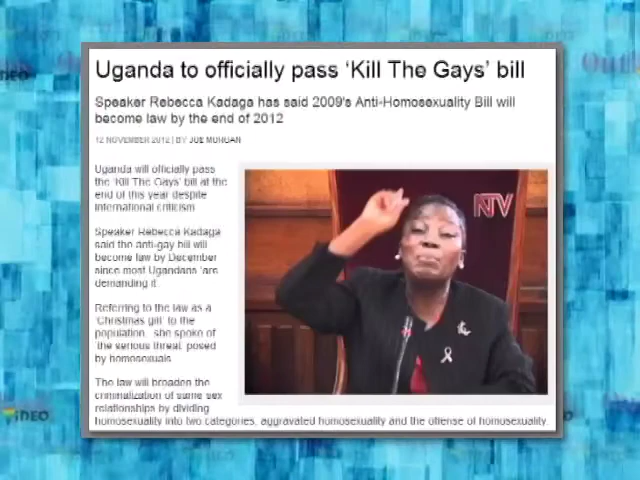 Uganda to officially pass ‘Kill The Gays’ bill
Speaker Rebecca Kadaga has said 2009's Anti-Homosexuality Bill will
become law by the end of 2012
12 NOVEMBER 2012 | BY JOE MORGAN
Uganda will officially pass
the ‘Kill The Gays’ bill at the
end of this year despite
international criticism
Speaker Rebecca Kadaga
said the anti-gay bill will
become law by December
since most Ugandans ‘are
demanding it’
Referring to the law as a
‘Christmas gift’ to the
population, she spoke of
‘the serious threat’ posed
by homosexuals
The law will broaden the
criminalization of same sex
relationships by dividing
homosexuality into two categories, aggravated homosexuality and the offense of homosexuality.
NTV
VIDEO